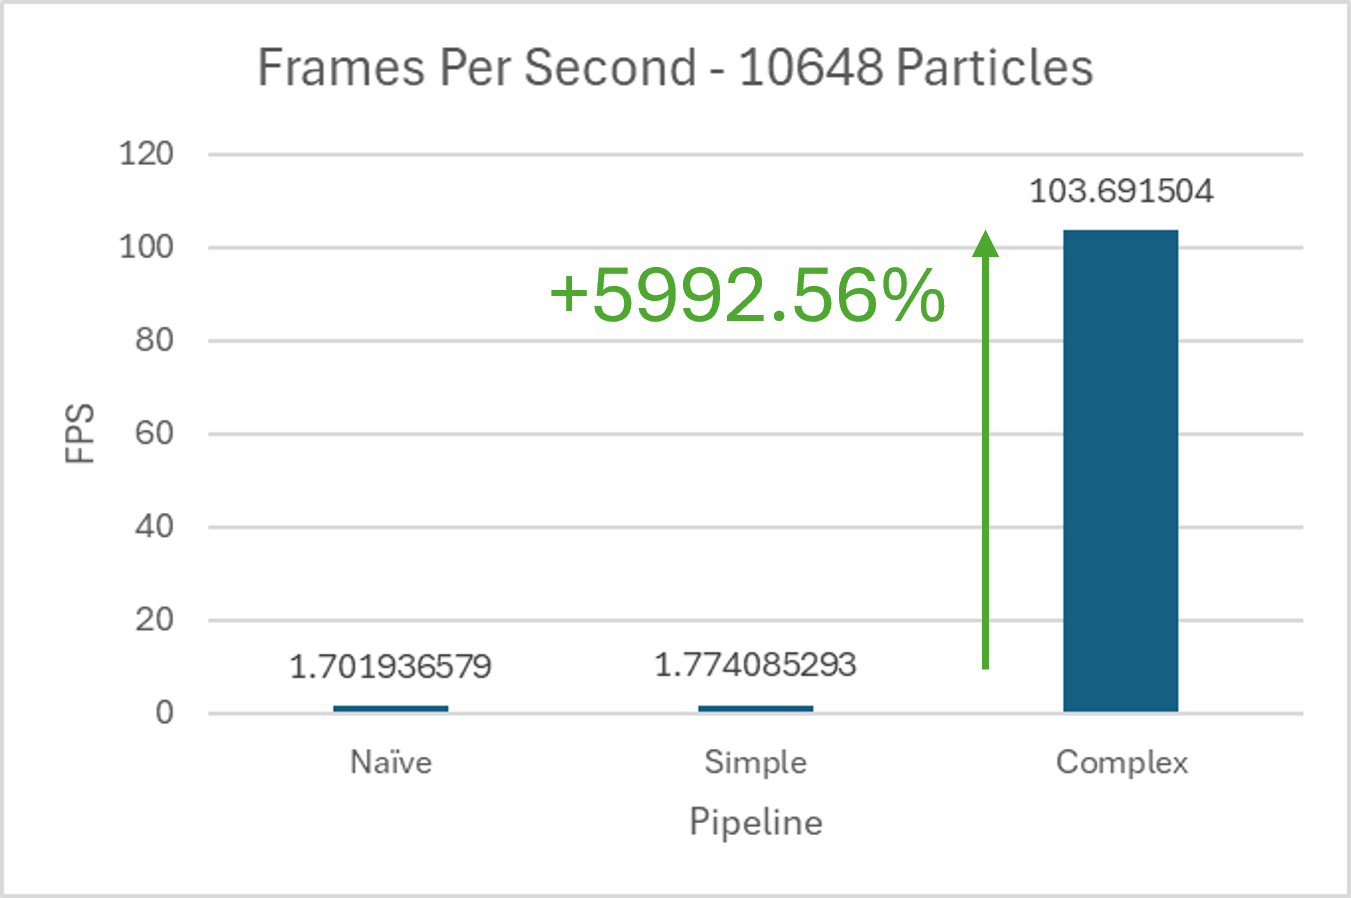 Frames Per Second - 10648 Particles
120
103.691504
100
+5992.56%
80
60
FPS
40
20
1.701936579
1.774085293
0
Naïve
Simple
Complex
Pipeline